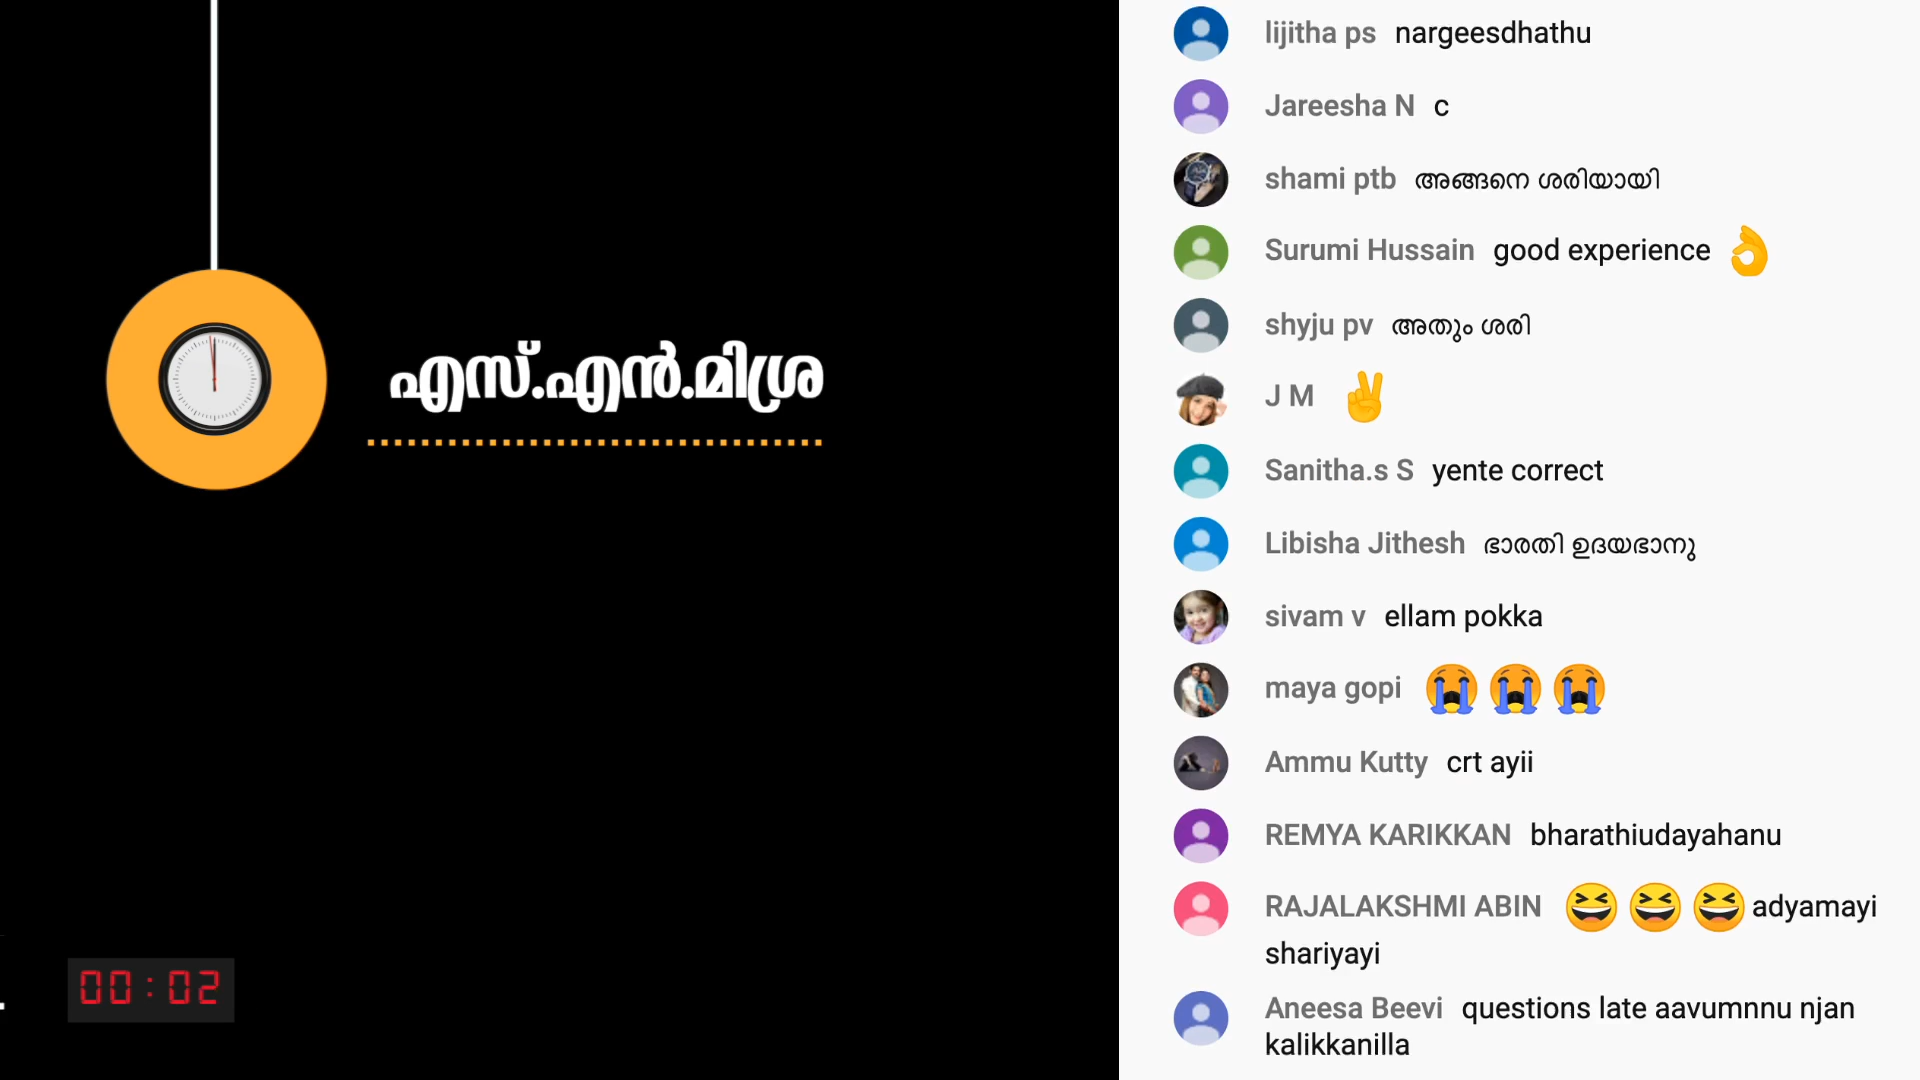 എസ്.എൻ.മിശ്ര
00:02
lijitha ps nargeesdhathu
Jareesha N c
shami ptb അങ്ങനെ ശരിയായി
Surumi Hussain good experience 👌
shyju pv അതും ശരി
J M ✌
Sanitha.s S yente correct
Libisha Jithesh ഭാരതി ഉദയഭാനു
sivam v ellam pokka
maya gopi 😭😭😭
Ammu Kutty crt ayii
REMYA KARIKKAN bharathiudayahanu
RAJALAKSHMI ABIN 😆😆😆adyamayi
shariyayi
Aneesa Beevi questions late aavumnnu njan
kalikkanilla